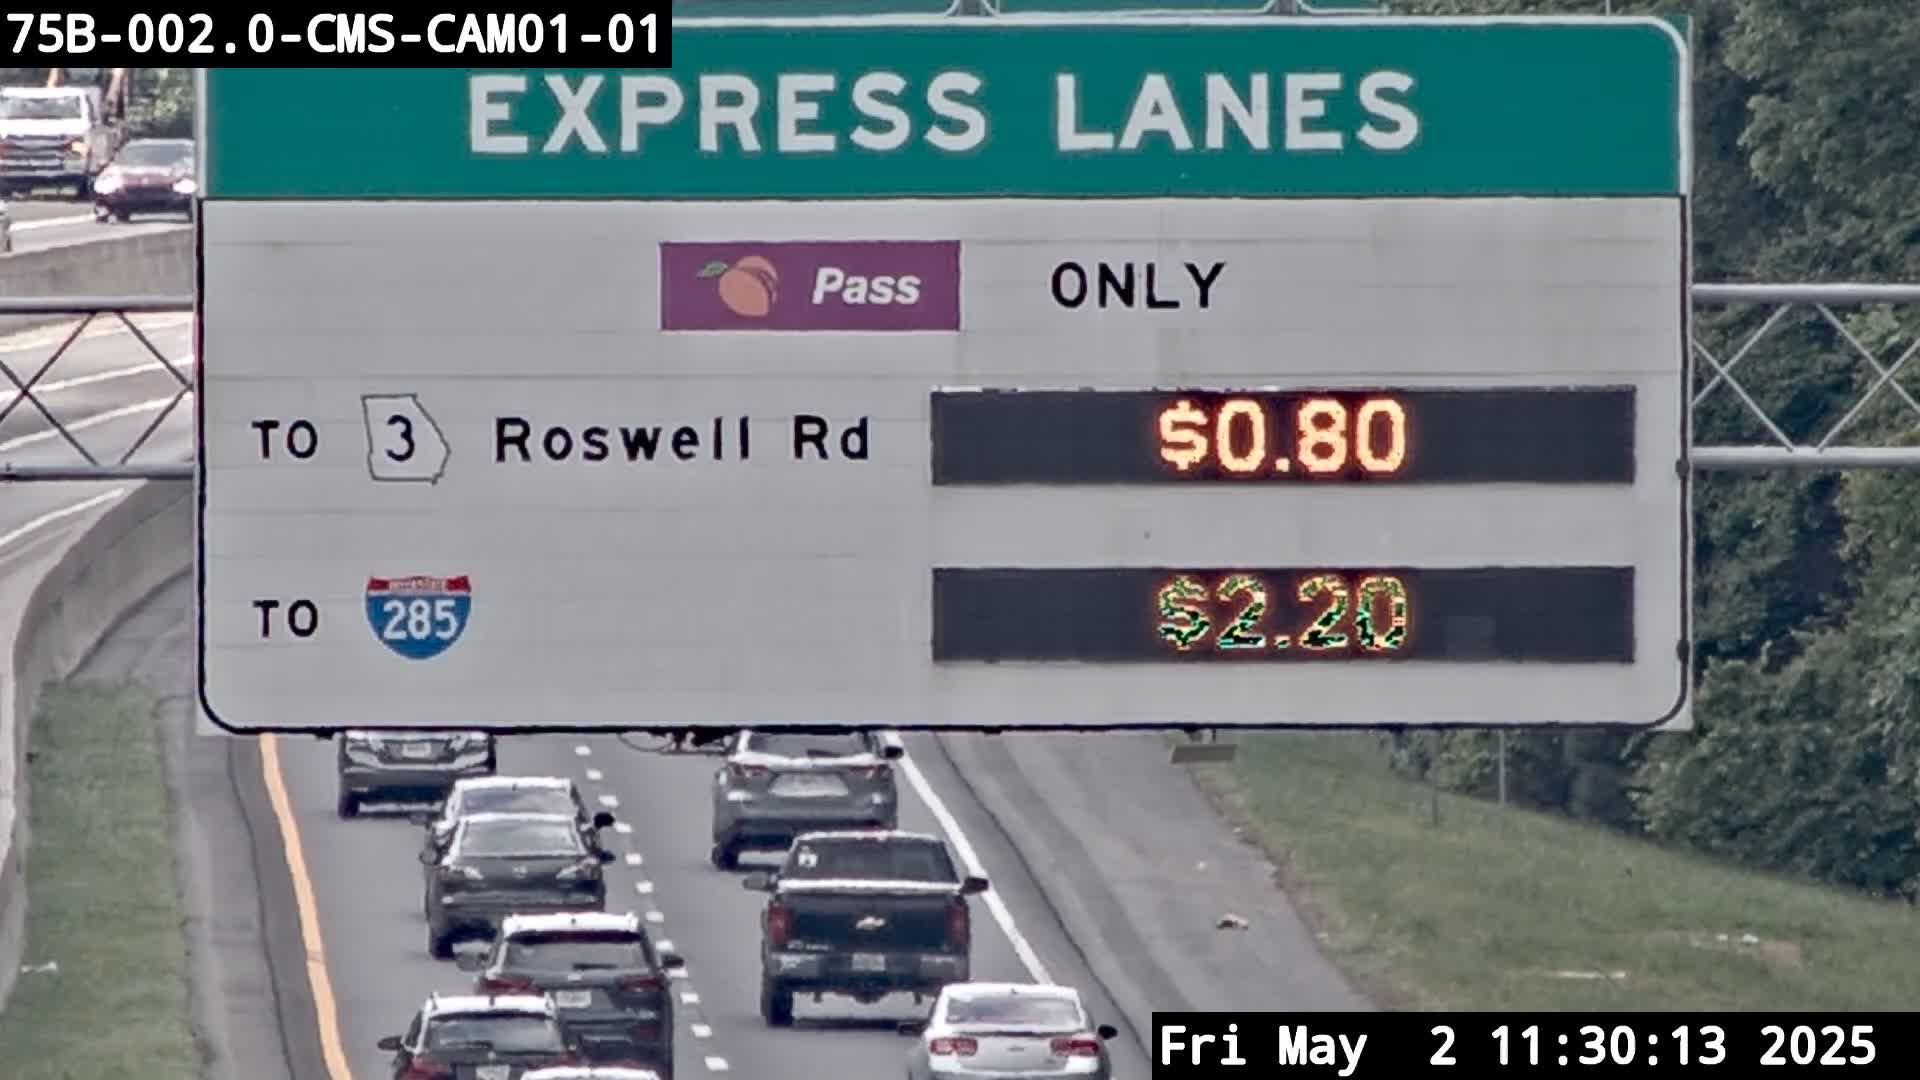 75B-002.0-CMS-CAM01-01
EXPRESS LANES
Pass ONLY
TO 3 Roswell Rd $0.80
TO 285 $2.20
Fri May 2 11:30:13 2025